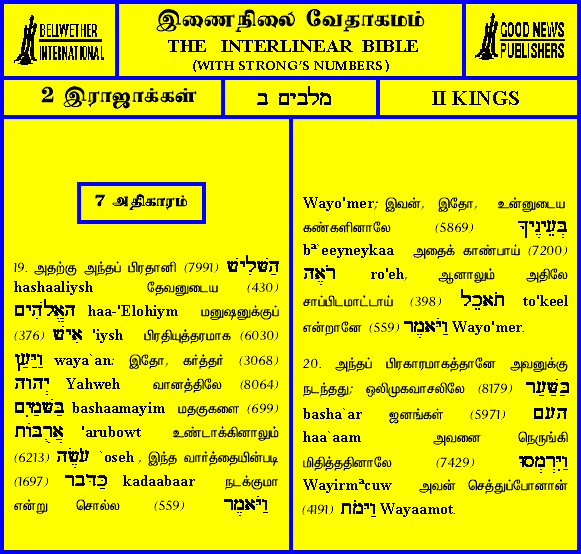 BELLWETHER
INTERNATIONAL
இணைநிலை வேதாகமம்
THE INTERLINEAR BIBLE
(WITH STRONG'S NUMBERS)
GOOD NEWS
PUBLISHERS
2 இராஜாக்கள்
מלכים ב
II KINGS
7 அதிகாரம்
19. அதற்கு அந்தப் பிரதானி (7991) הַשָּׁלִישׁ
hashaaliysh தேவனுடைய (430)
הָאֱלֹהִים haa-'Elohiym மனுஷனுக்குப்
(376) אִישׁ 'iysh பிரதியுத்தரமாக (6030)
וַיַּעַן waya`an; இதோ, கர்த்தர் (3068)
יְהוָה Yahweh வானத்திலே (8064)
בַּשָּׁמַיִם bashaamayim மதகுகளை (699)
אֲרֻבּוֹת 'arubowt உண்டாக்கினாலும்
(6213) עֹשֶׂה `oseh, இந்த வார்த்தையின்படி
(1697) כַּדָּבָר kadaabaar நடக்குமா
என்று சொல்ல (559) וַיֹּאמֶר
Wayo'mer; இவன், இதோ, உன்னுடைய
கண்களினாலே (5869) בְּעֵינֶיךָ
bª`eeyneykaa அதைக் காண்பாய் (7200)
רֹאֶה ro'eh, ஆனாலும் அதிலே
சாப்பிடமாட்டாய் (398) תֹאכֵל to'keel
என்றானே (559) וַיֹּאמֶר Wayo'mer.
20. அந்தப் பிரகாரமாகத்தானே அவனுக்கு
நடந்தது; ஒலிமுகவாசலிலே (8179) בַּשַּׁעַר
basha`ar ஜனங்கள் (5971) הָעָם
haa`aam அவனை நெருங்கி
மிதித்ததினாலே (7429) וַיִּרְמְסוּ
Wayirmªcuw அவன் செத்துப்போனான்
(4191) וַיָּמֹת Wayaamot.